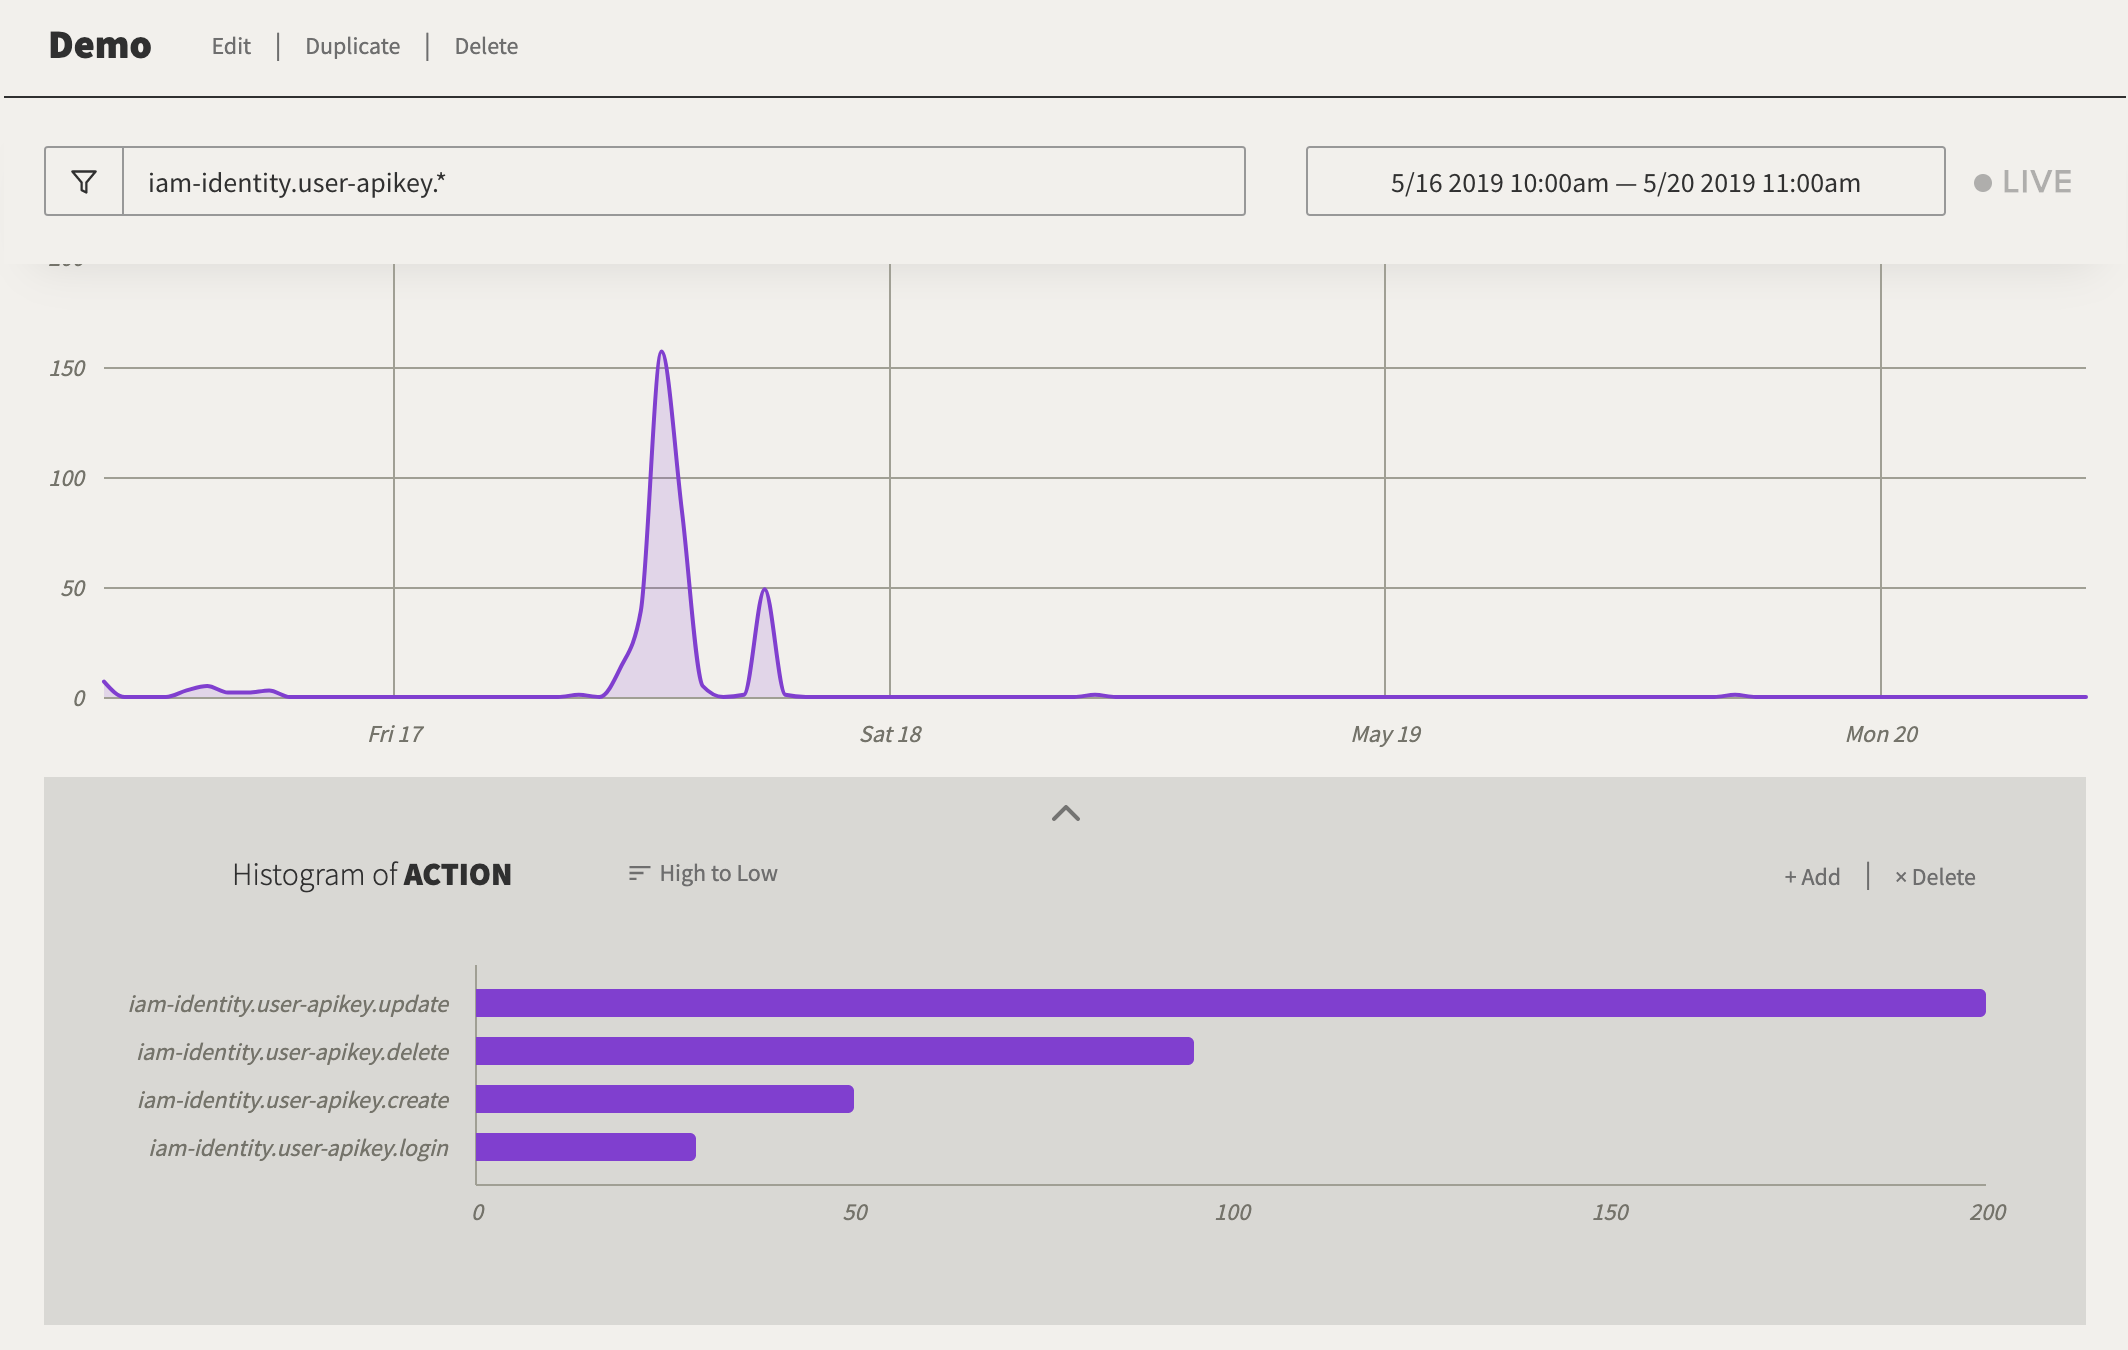 Demo Edit | Duplicate | Delete
iam-identity.user-apikey.* 5/16 2019 10:00am — 5/20 2019 11:00am LIVE
150
100
50
0
Fri 17 Sat 18 May 19 Mon 20
Histogram of ACTION High to Low + Add | × Delete
iam-identity.user-apikey.update
iam-identity.user-apikey.delete
iam-identity.user-apikey.create
iam-identity.user-apikey.login
0 50 100 150 200